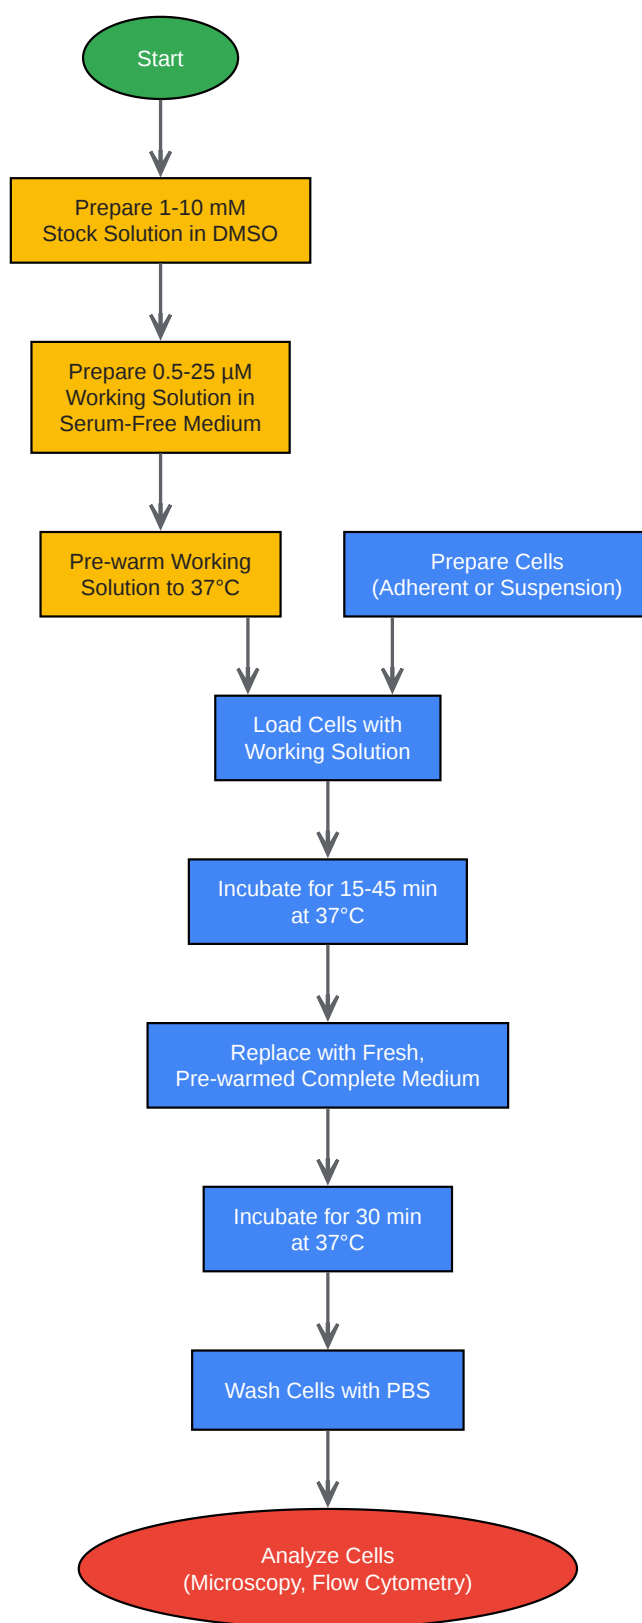 Start
Prepare 1-10 mM
Stock Solution in DMSO
Prepare 0.5-25 µM
Working Solution in
Serum-Free Medium
Pre-warm Working
Solution to 37°C
Prepare Cells
(Adherent or Suspension)
Load Cells with
Working Solution
Incubate for 15-45 min
at 37°C
Replace with Fresh,
Pre-warmed Complete Medium
Incubate for 30 min
at 37°C
Wash Cells with PBS
Analyze Cells
(Microscopy, Flow Cytometry)